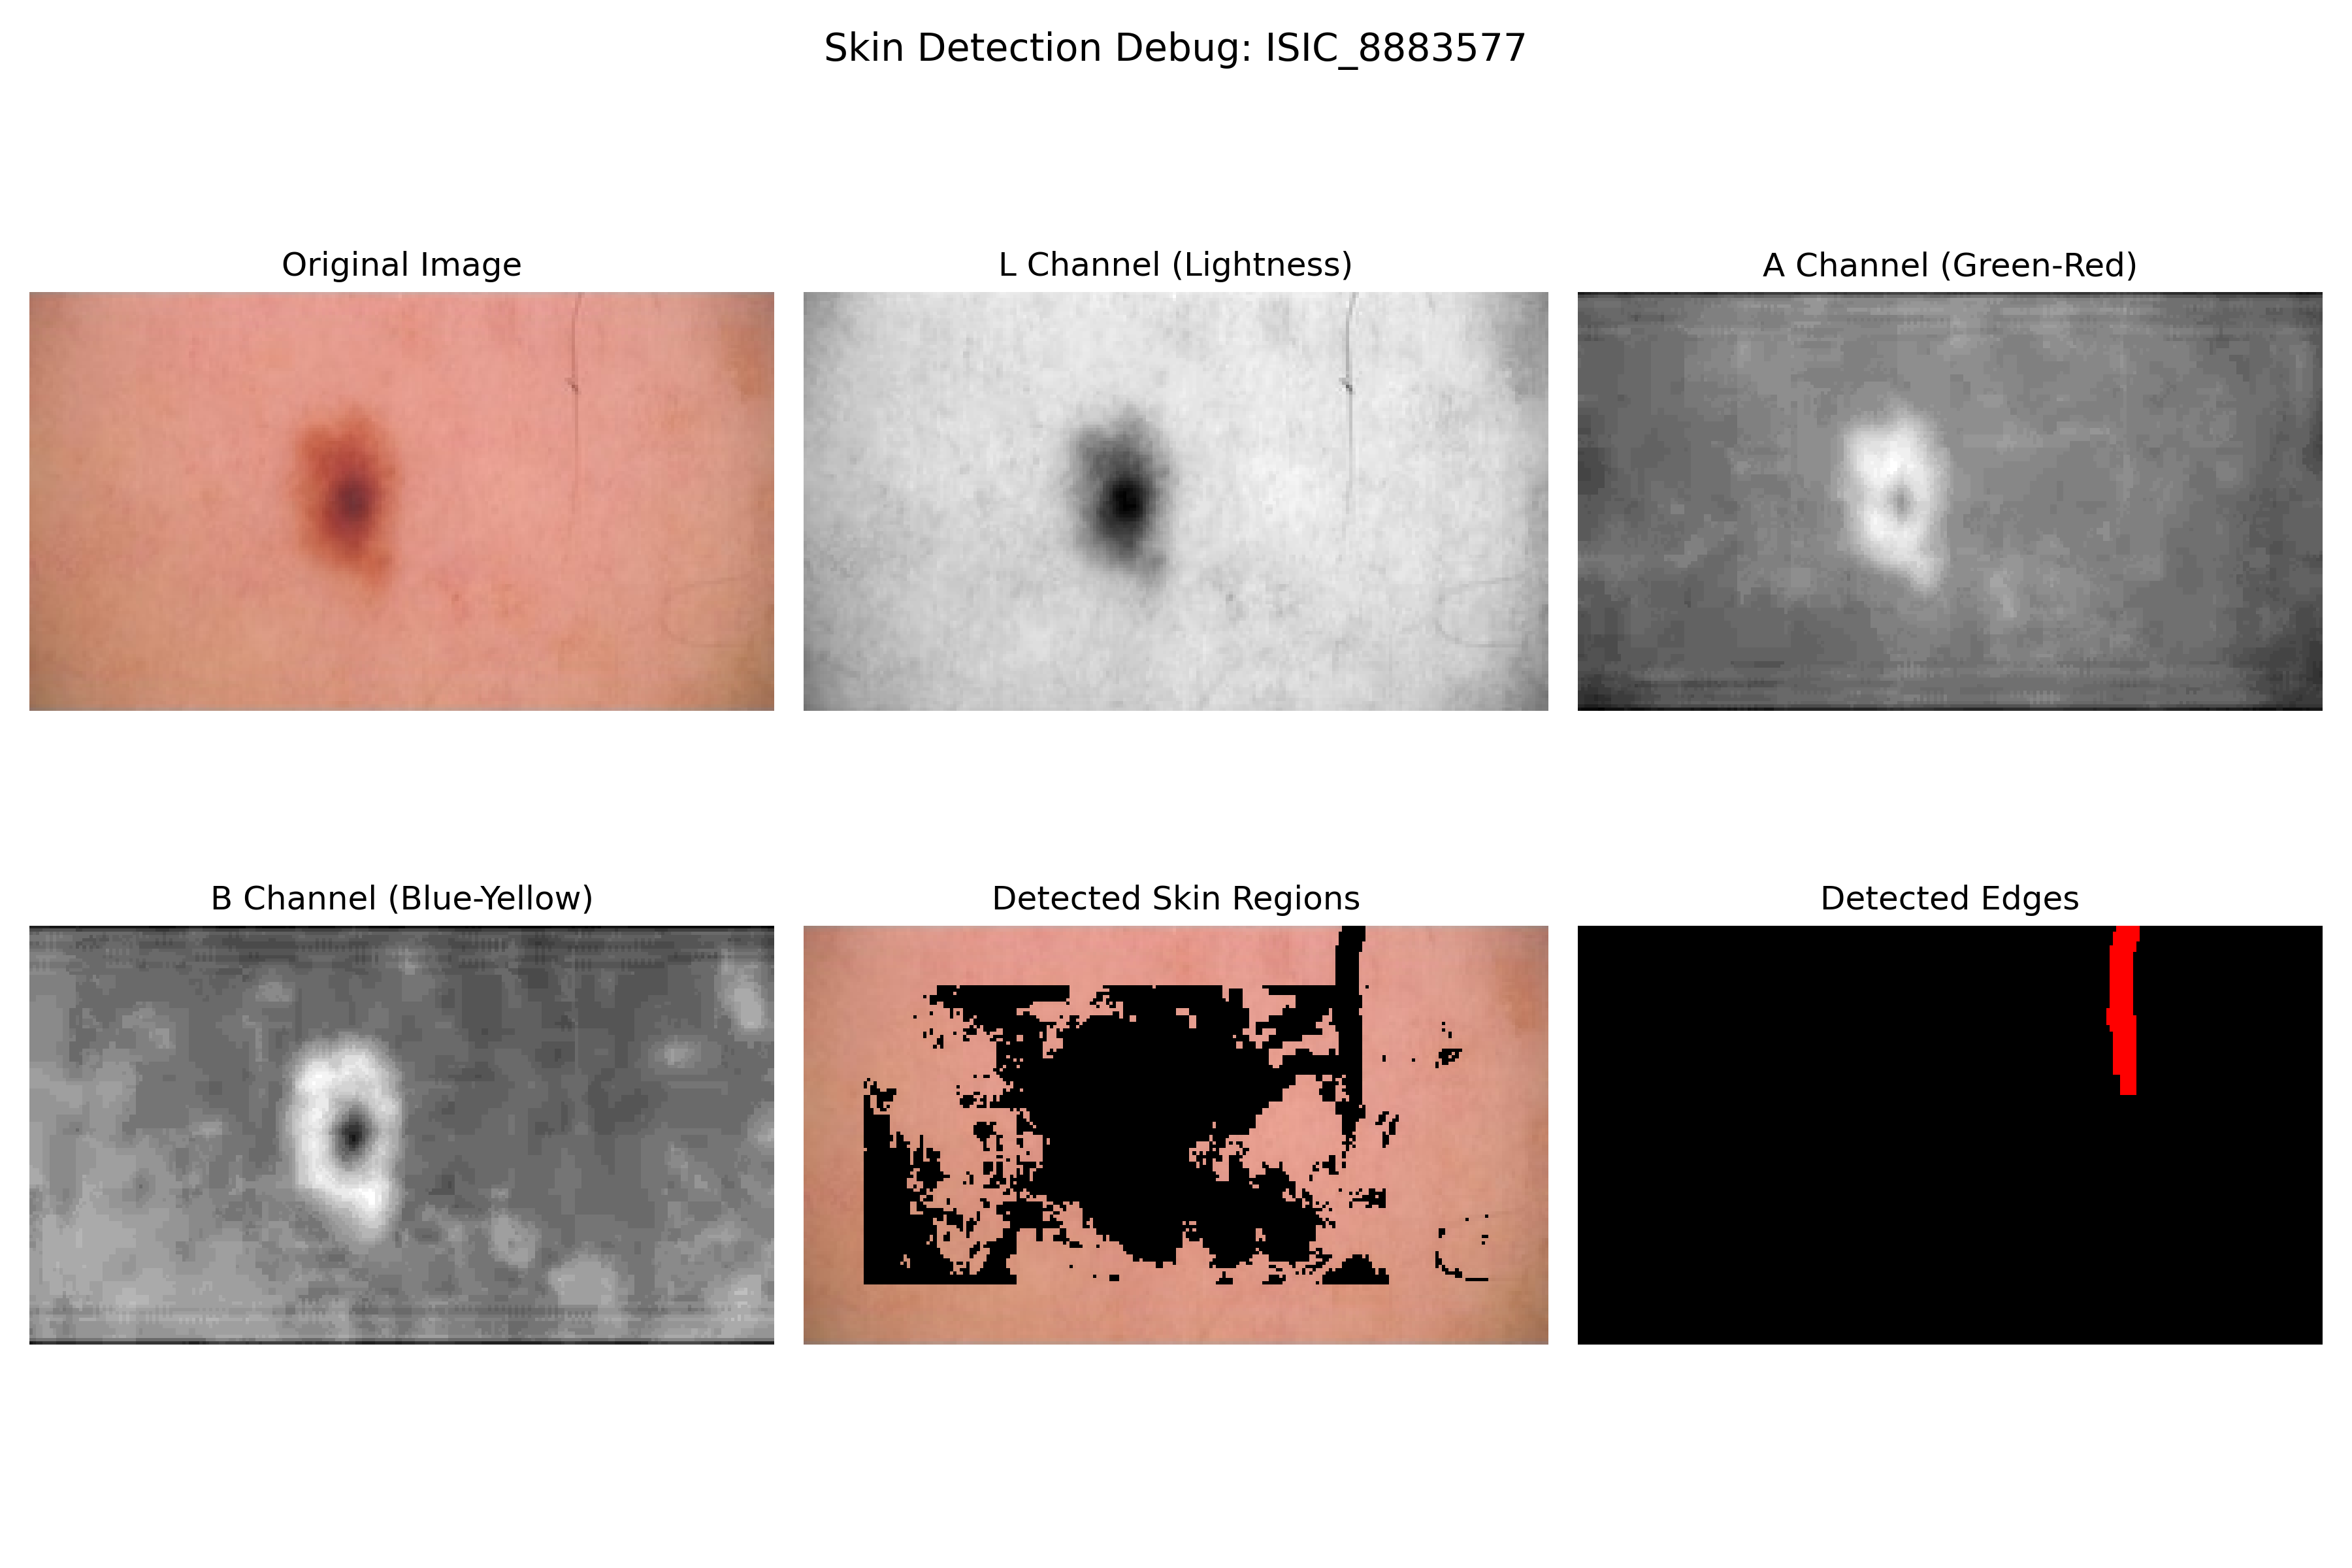 Skin Detection Debug: ISIC_8883577
Original Image
L Channel (Lightness)
A Channel (Green-Red)
B Channel (Blue-Yellow)
Detected Skin Regions
Detected Edges